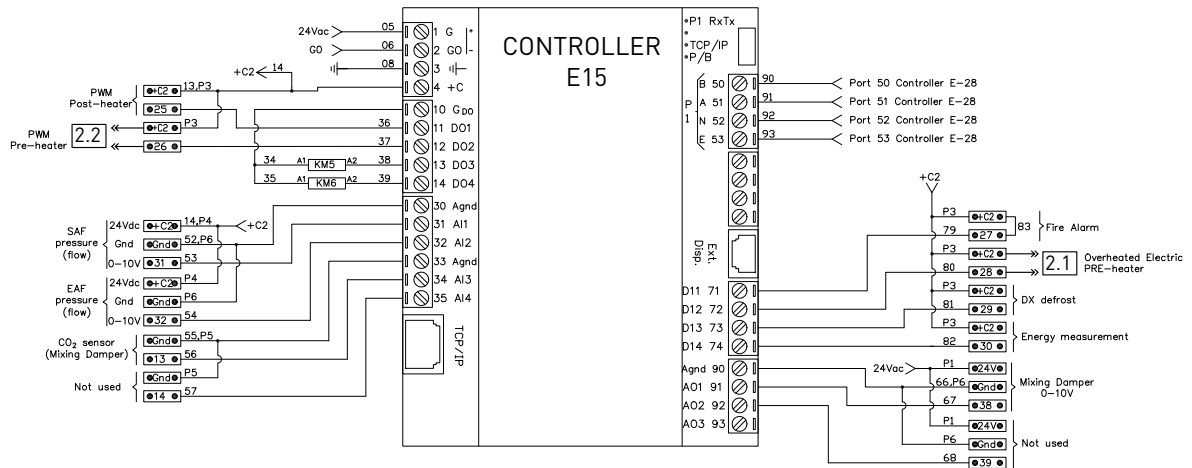 CONTROLLER
E15
24Vac 05 1 G +
G0 06 2 G0 -
08 3
+C2 14 4 +C
PWM
Post-heater
+C2 13,P3
25
PWM
Pre-heater
2.2
+C2 P3
26
10 GDO
36 11 DO1
37 12 DO2
34 A1 KM5 A2 38 13 DO3
35 A1 KM6 A2 39 14 DO4
30 Agnd
31 AI1
32 AI2
33 Agnd
34 AI3
35 AI4
TCP/IP
SAF
pressure
(flow)
24Vdc +C2 14,P4 +C2
Gnd Gnd 52,P6
0-10V 31 53
EAF
pressure
(flow)
24Vdc +C2 P4
Gnd Gnd P6
0-10V 32 54
CO2 sensor
(Mixing Damper)
Gnd 55,P5
13 56
Not used
Gnd P5
14 57
P1 RxTx
TCP/IP
P/B
P
1
B 50 90 Port 50 Controller E-28
A 51 91 Port 51 Controller E-28
N 52 92 Port 52 Controller E-28
E 53 93 Port 53 Controller E-28
Ext.
Disp.
D11 71
D12 72
D13 73
D14 74
Agnd 90
AO1 91
AO2 92
AO3 93
+C2
P3 +C2
79 27
83 Fire Alarm
P3 +C2
80 28
2.1
Overheated Electric
PRE-heater
P3 +C2
81 29
DX defrost
P3 +C2
82 30
Energy measurement
24Vac P1 24V
66,P6 Gnd
67 38
Mixing Damper
0-10V
P1 24V
P6 Gnd
68 39
Not used